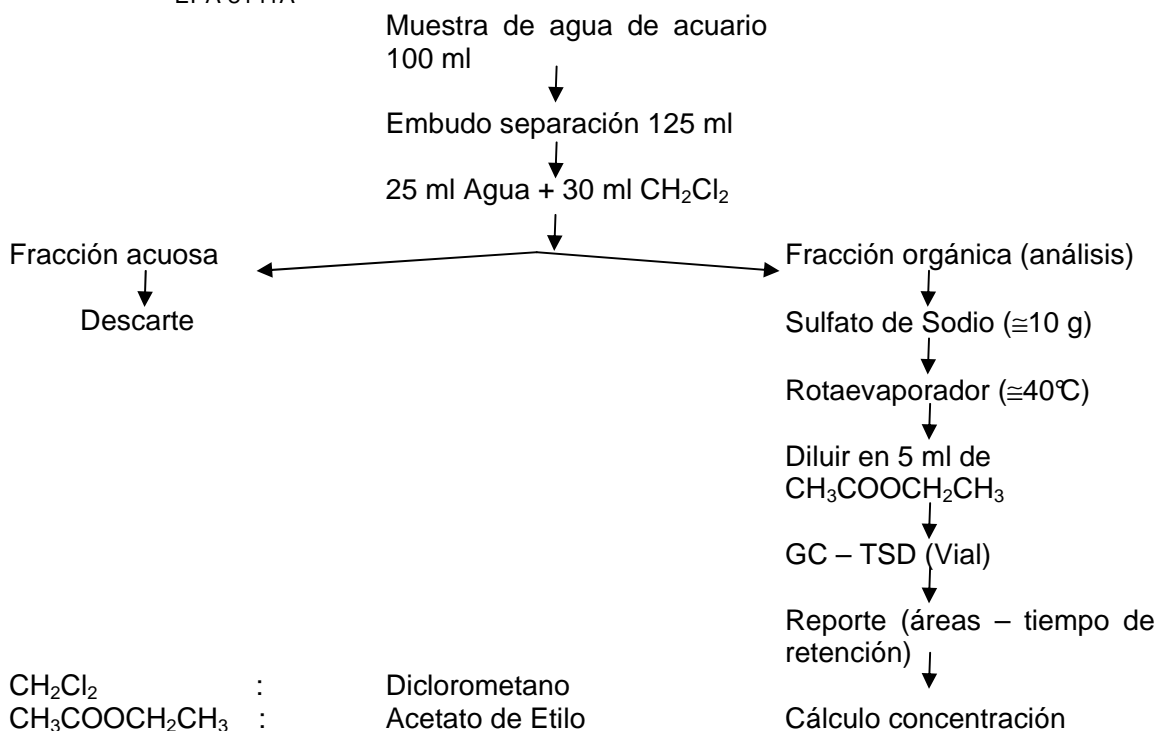 Muestra de agua de acuario
100 ml
Embudo separación 125 ml
25 ml Agua + 30 ml CH₂Cl₂
Fracción acuosa
Descarte
Fracción orgánica (análisis)
Sulfato de Sodio (≅10 g)
Rotaevaporador (≅40°C)
Diluir en 5 ml de
CH₃COOCH₂CH₃
GC – TSD (Vial)
Reporte (áreas – tiempo de
retención)
Cálculo concentración
CH₂Cl₂ : Diclorometano
CH₃COOCH₂CH₃ : Acetato de Etilo